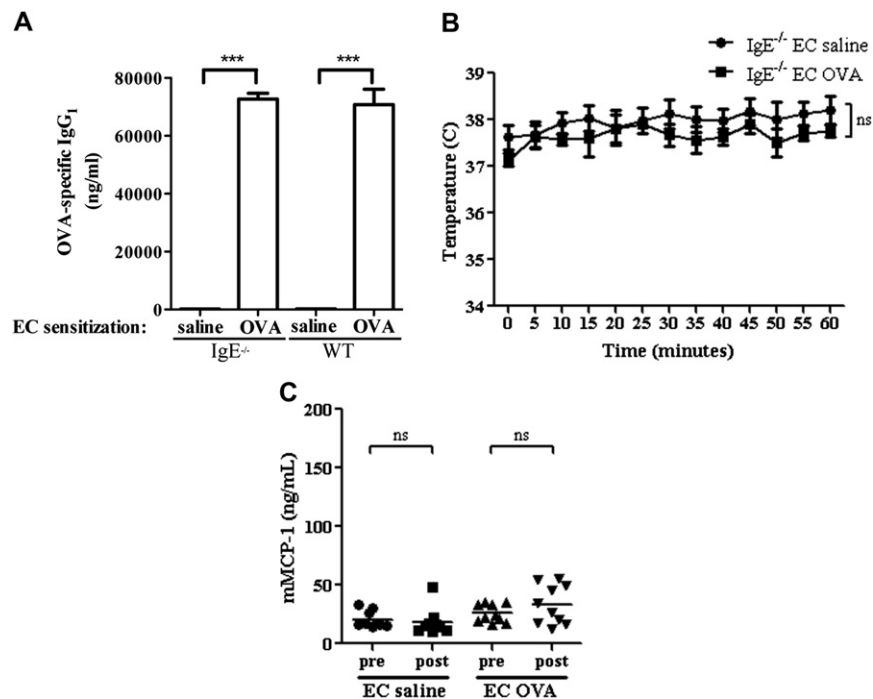 A
OVA-specific IgG1
(ng/ml)
80000
60000
40000
20000
0
***
***
EC sensitization:
saline OVA saline OVA
IgE-/- WT
B
IgE-/- EC saline
IgE-/- EC OVA
Temperature (C)
39
38
37
36
35
34
ns
0 5 10 15 20 25 30 35 40 45 50 55 60
Time (minutes)
C
mMCP-1 (ng/mL)
200
150
100
50
0
ns
ns
pre post pre post
EC saline EC OVA